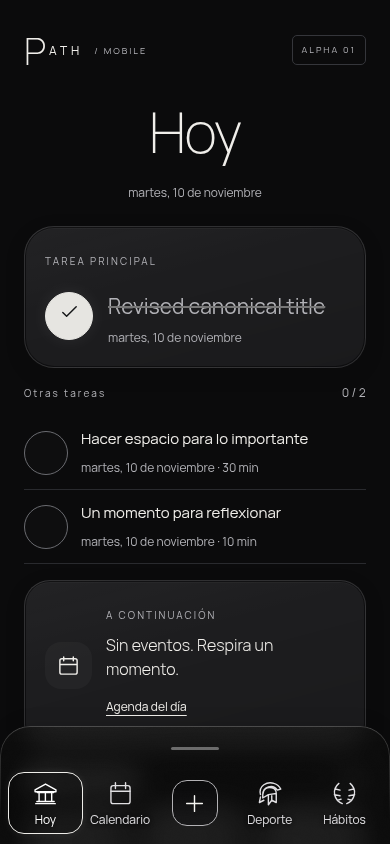 PATH / MOBILE
ALPHA 01
Hoy
martes, 10 de noviembre
TAREA PRINCIPAL
Revised canonical title
martes, 10 de noviembre
Otras tareas 0 / 2
Hacer espacio para lo importante
martes, 10 de noviembre · 30 min
Un momento para reflexionar
martes, 10 de noviembre · 10 min
A CONTINUACIÓN
Sin eventos. Respira un
momento.
Agenda del día
Hoy Calendario Deporte Hábitos